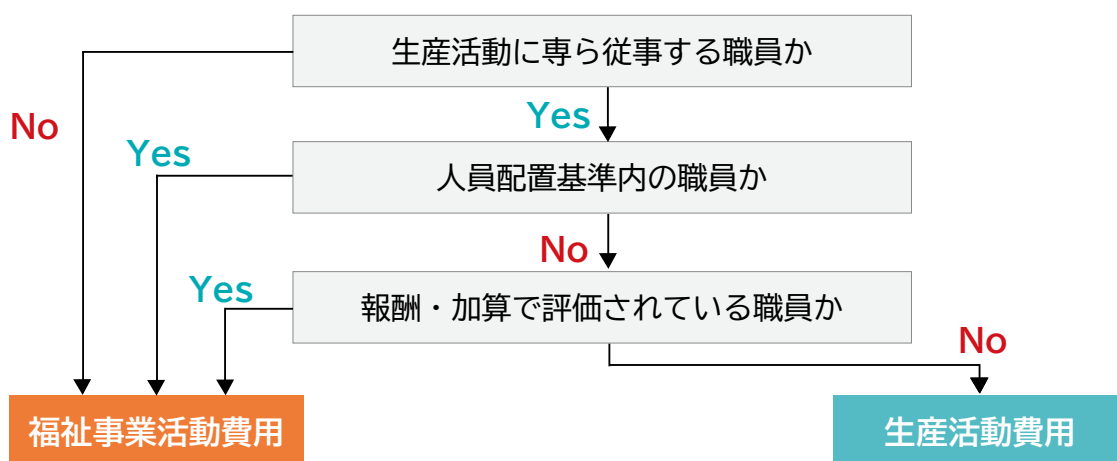 生産活動に専ら従事する職員か
No
Yes
Yes
人員配置基準内の職員か
No
Yes
報酬・加算で評価されている職員か
No
福祉事業活動費用
生産活動費用